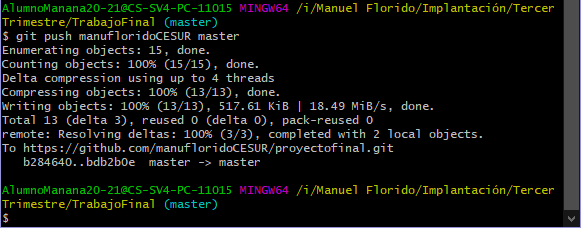 AlumnoManana20-21@CS-SV4-PC-11015 MINGW64 /i/Manuel Florido/Implantación/Tercer
Trimestre/TrabajoFinal (master)
$ git push manufloridoCESUR master
Enumerating objects: 15, done.
Counting objects: 100% (15/15), done.
Delta compression using up to 4 threads
Compressing objects: 100% (13/13), done.
Writing objects: 100% (13/13), 517.61 KiB | 18.49 MiB/s, done.
Total 13 (delta 3), reused 0 (delta 0), pack-reused 0
remote: Resolving deltas: 100% (3/3), completed with 2 local objects.
To https://github.com/manufloridoCESUR/proyectofinal.git
   b284640..bdb2b0e  master -> master
AlumnoManana20-21@CS-SV4-PC-11015 MINGW64 /i/Manuel Florido/Implantación/Tercer
Trimestre/TrabajoFinal (master)
$